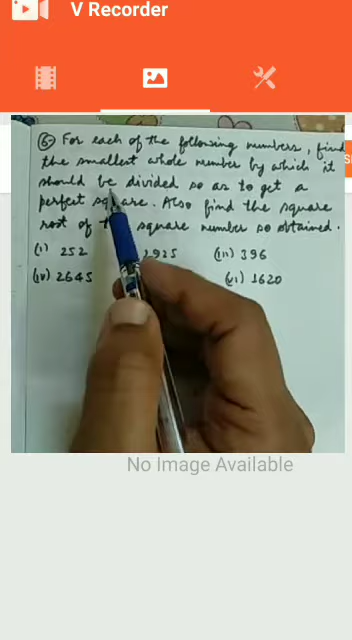 V Recorder
6. For each of the following numbers, find
the smallest whole number by which it
should be divided so as to get a
perfect square. Also find the square
root of square number so obtained.
(i) 252 2925 (iii) 396
(iv) 2645 (vi) 1620
No Image Available